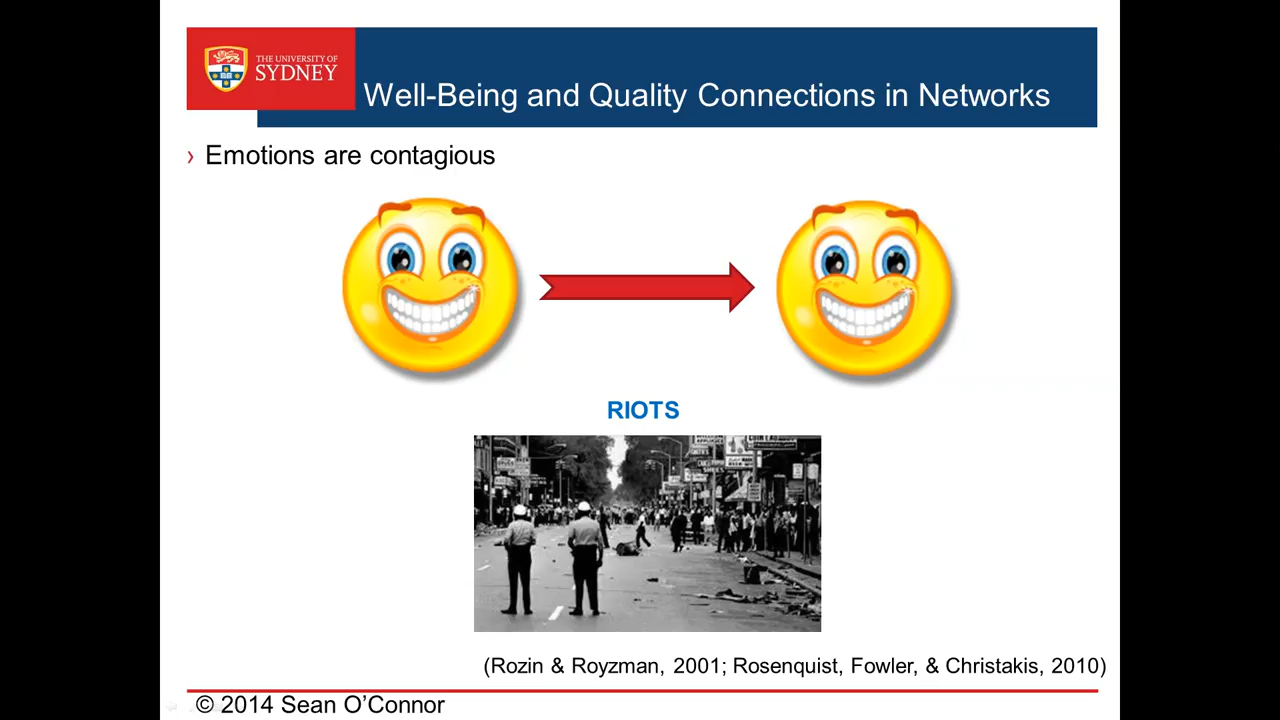 THE UNIVERSITY OF
SYDNEY
Well-Being and Quality Connections in Networks
› Emotions are contagious
RIOTS
(Rozin & Royzman, 2001; Rosenquist, Fowler, & Christakis, 2010)
© 2014 Sean O’Connor